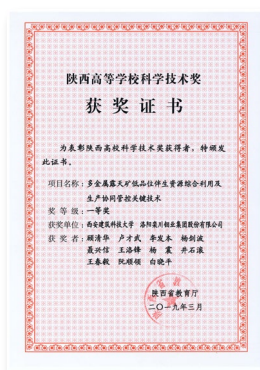 陕西高等学校科学技术奖
获奖证书
为表彰陕西高校科学技术奖获得者，特颁发
此证书。
项目名称：多金属露天矿低品位伴生资源综合利用及
生产协同管控关键技术
奖等级：一等奖
获奖单位：西安建筑科技大学 洛阳栾川钼业集团股份有限公司
获奖者：顾清华 卢才武 李发本 杨剑波
聂兴信 王洛锋 杨震 井石滚
王春毅 阮顺领 白晓平
陕西省教育厅
二〇一九年三月